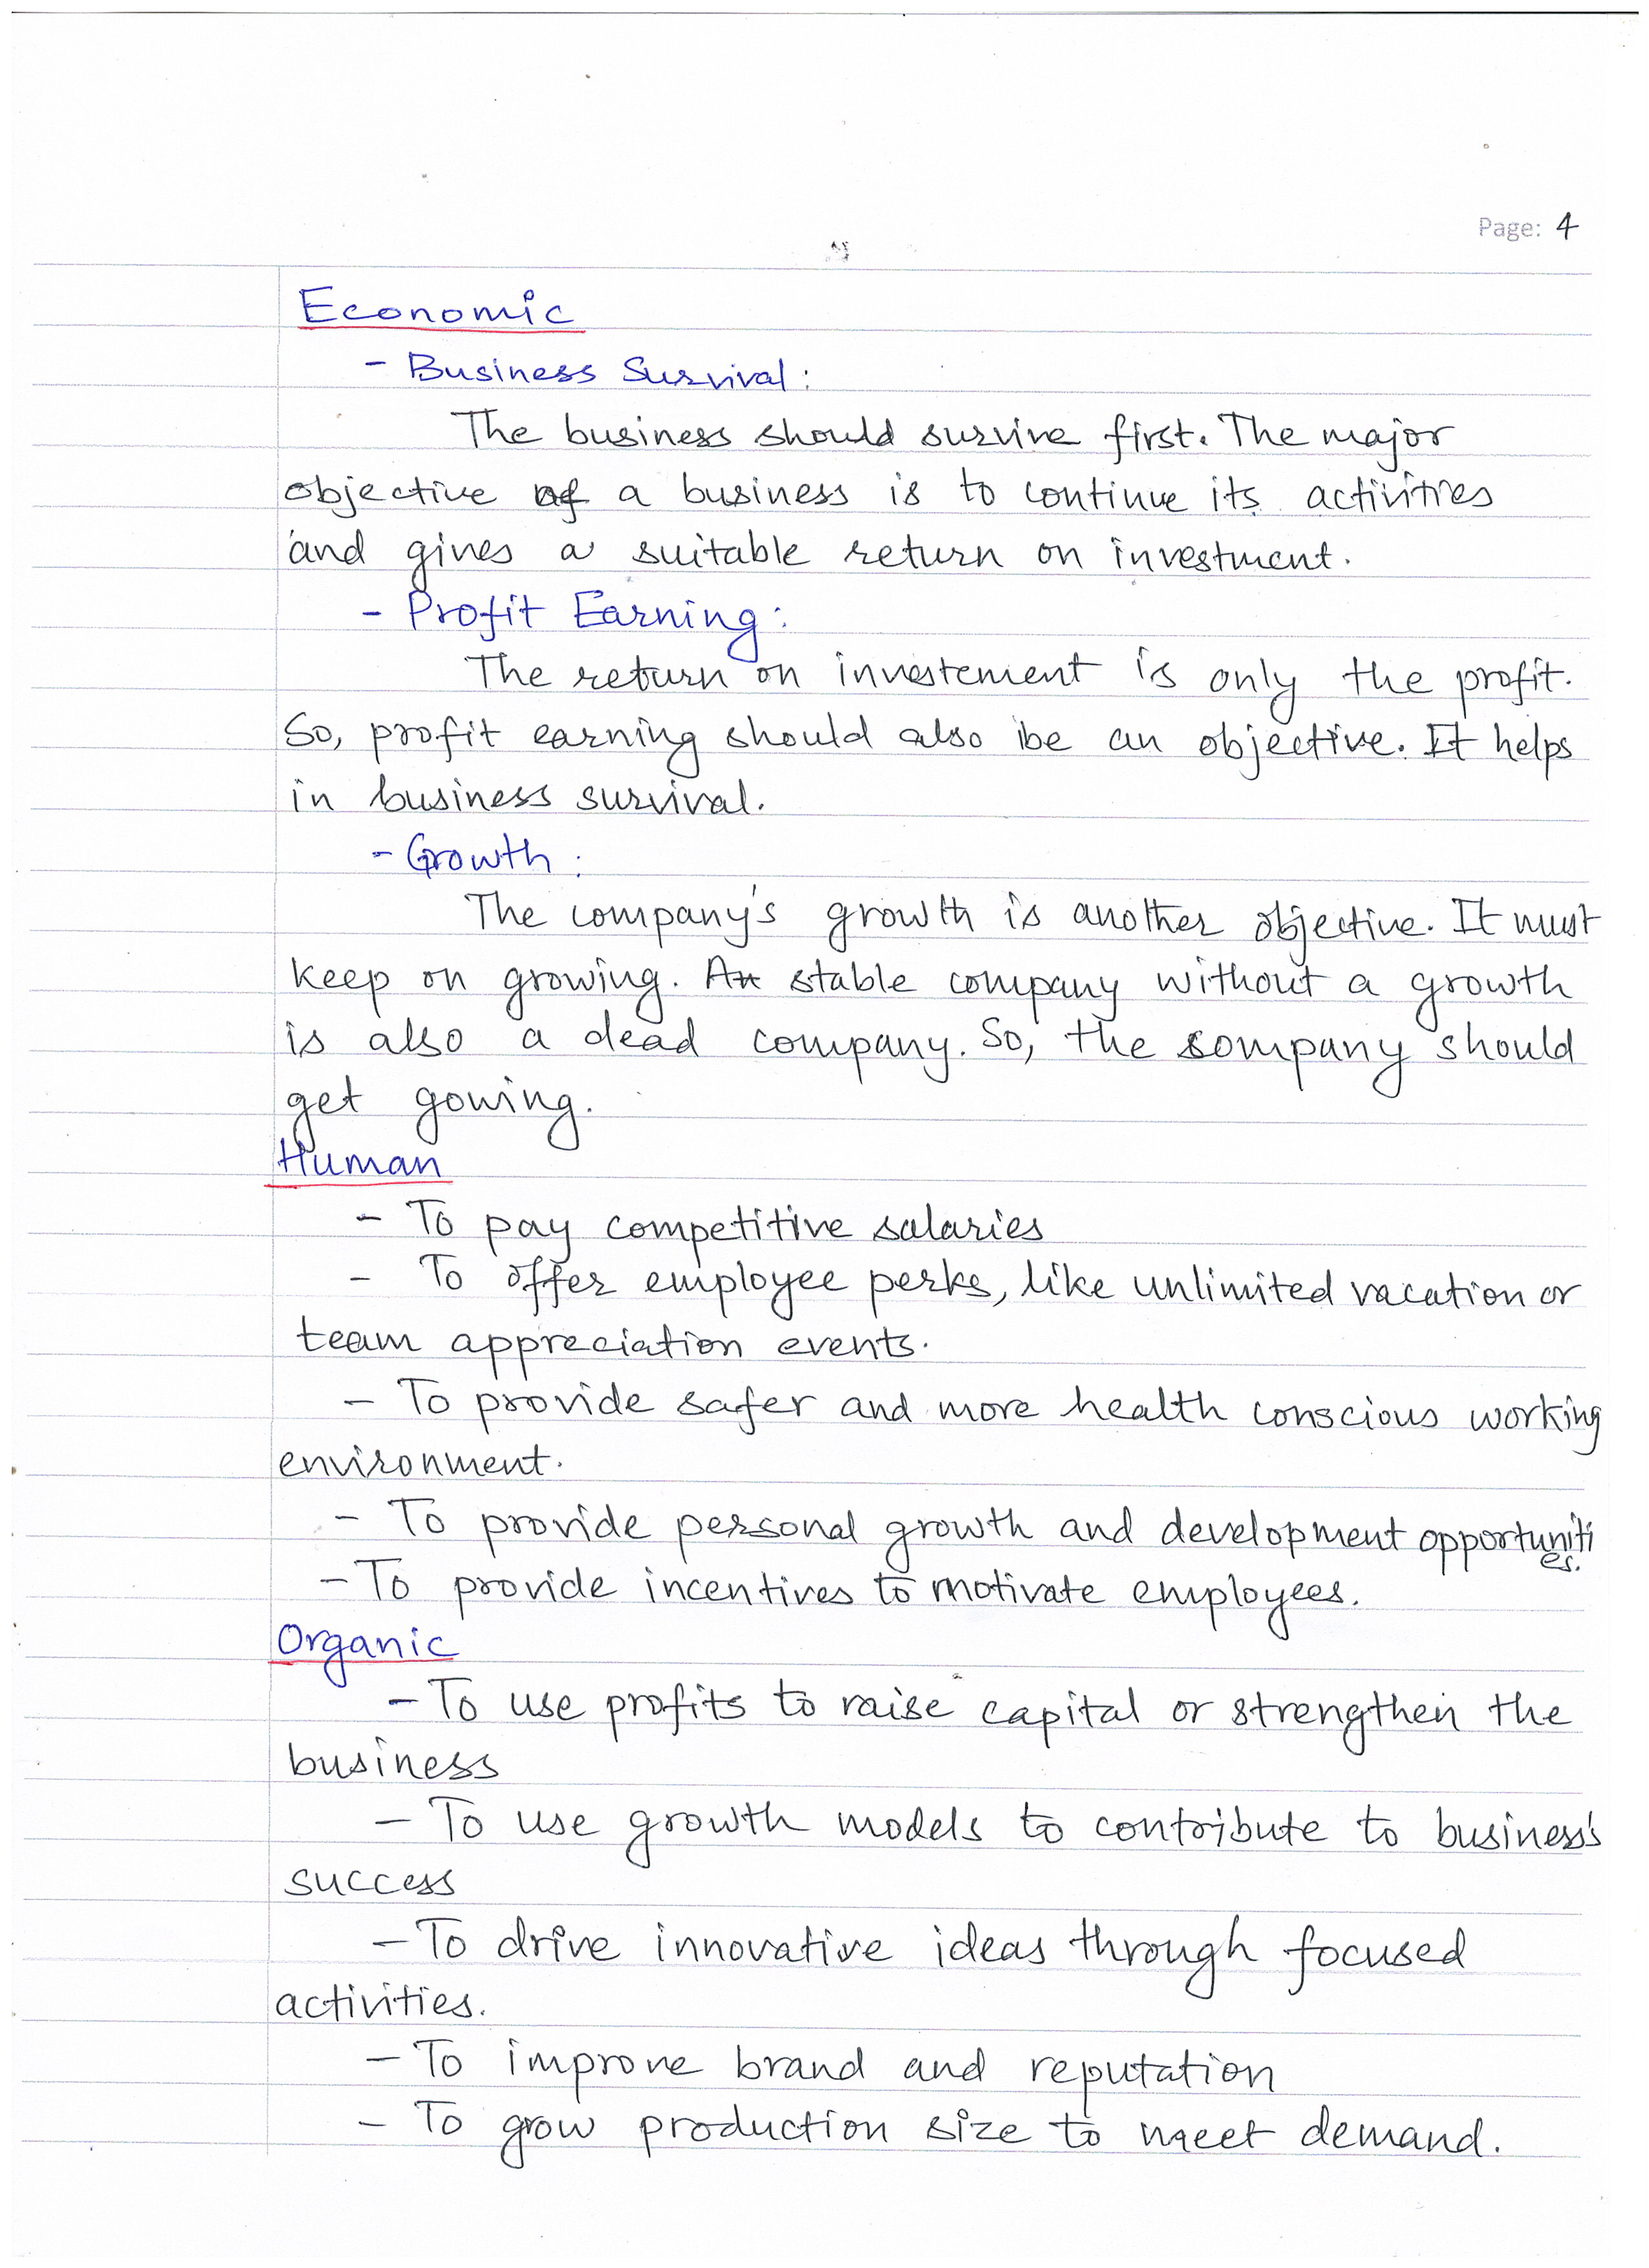 Page: 4
Economic
- Business Survival:
The business should survive first. The major
objective of a business is to continue its activities
and gives a suitable return on investment.
- Profit Earning:
The return on investement is only the profit.
So, profit earning should also be an objective. It helps
in business survival.
- Growth:
The company's growth is another objective. It must
keep on growing. A stable company without a growth
is also a dead company. So, the company should
get gowing.
Human
- To pay competitive salaries
- To offer employee perks, like unlimited vacation or
team appreciation events.
- To provide safer and more health conscious working
environment.
- To provide personal growth and development opportuniti
es.
- To provide incentives to motivate employees.
Organic
- To use profits to raise capital or strengthen the
business
- To use growth models to contribute to business's
success
- To drive innovative ideas through focused
activities.
- To improve brand and reputation
- To grow production size to meet demand.